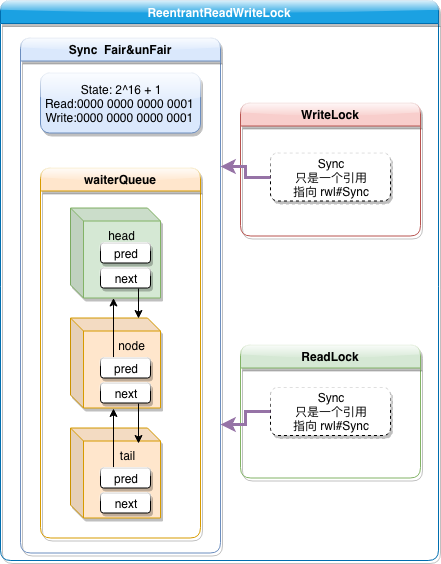 ReentrantReadWriteLock
Sync  Fair&unFair
State: 2^16 + 1
Read:0000 0000 0000 0001
Write:0000 0000 0000 0001
waiterQueue
head
pred
next
node
pred
next
tail
pred
next
WriteLock
Sync
只是一个引用
指向 rwl#Sync
ReadLock
Sync
只是一个引用
指向 rwl#Sync